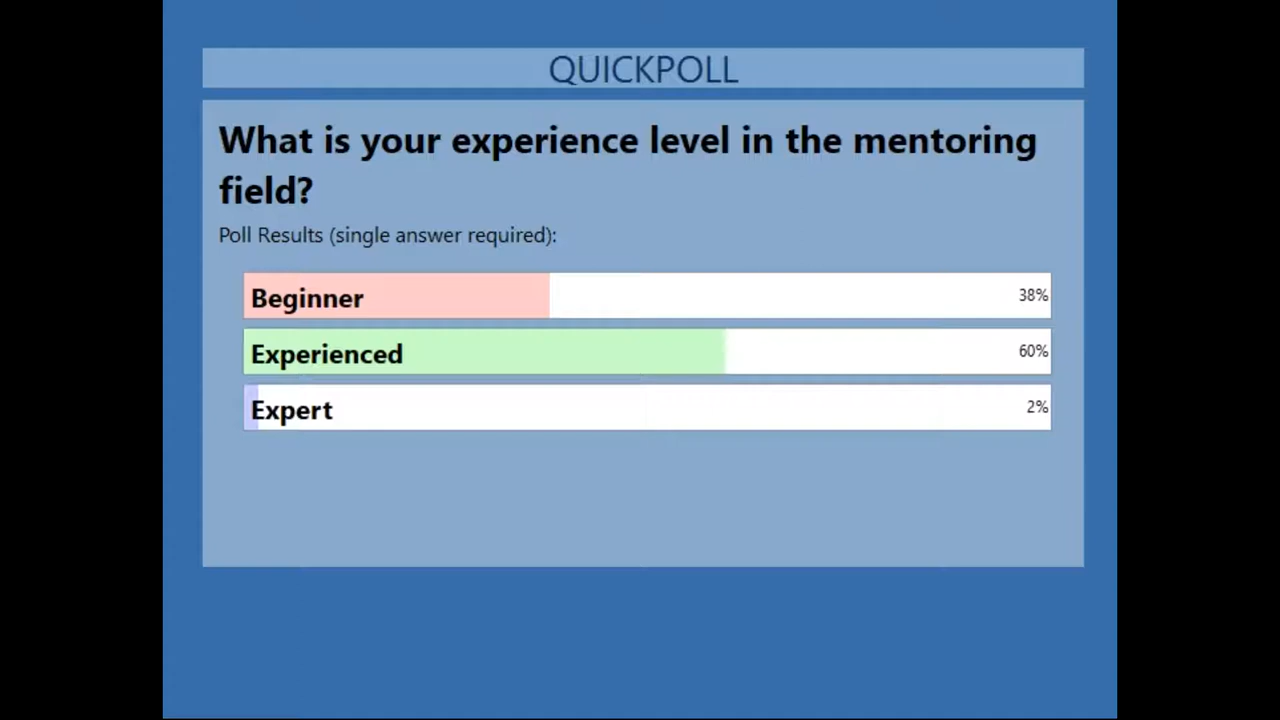 QUICKPOLL
What is your experience level in the mentoring
field?
Poll Results (single answer required):
Beginner 38%
Experienced 60%
Expert 2%